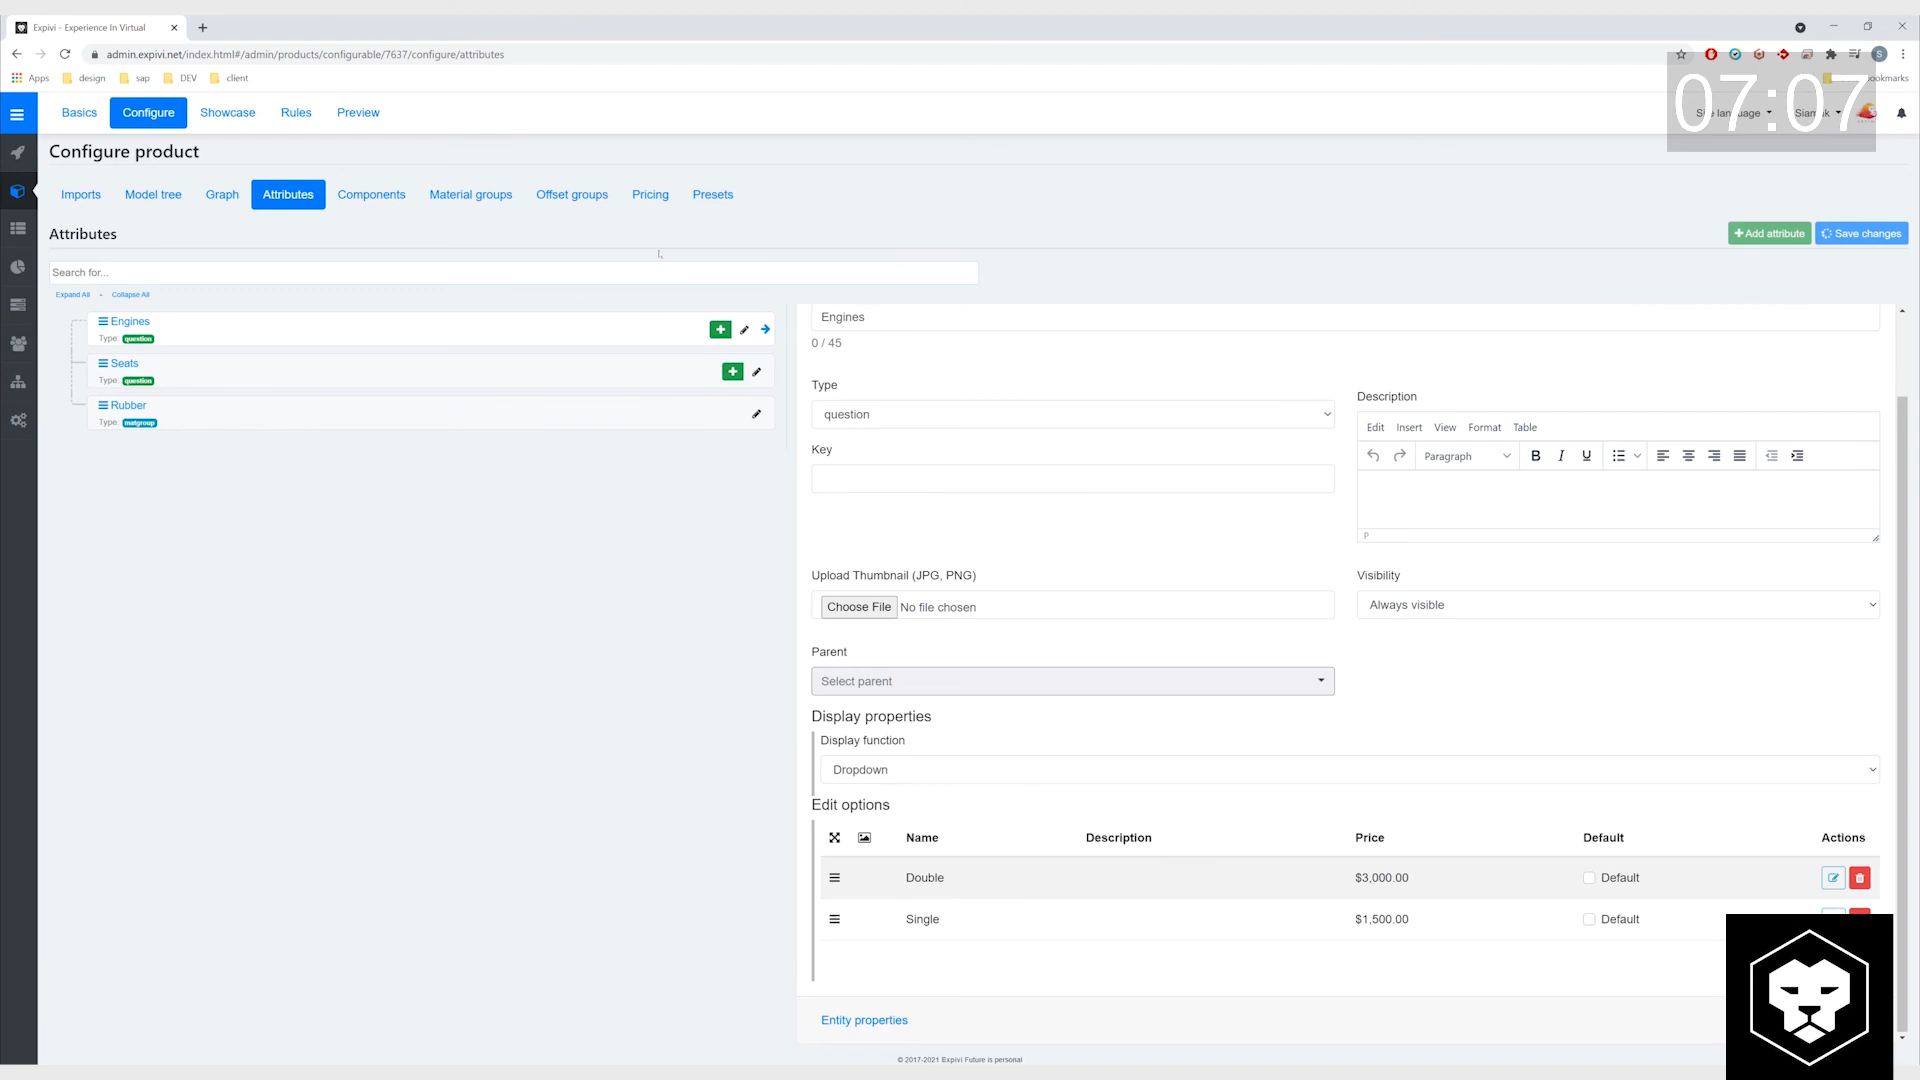 Expivi - Experience In Virtual
admin.expivi.net/index.html#/admin/products/configurable/7637/configure/attributes
S
Apps design sap DEV client
Basics Configure Showcase Rules Preview
07:07
Configure product
Imports Model tree Graph Attributes Components Material groups Offset groups Pricing Presets
Attributes
Add attribute Save changes
Search for...
Expand All - Collapse All
Engines
Type: question
Seats
Type: question
Rubber
Type: matgroup
Engines
0 / 45
Type
question
Key
Description
Edit Insert View Format Table
Paragraph B I U
P
Upload Thumbnail (JPG, PNG)
Choose File No file chosen
Visibility
Always visible
Parent
Select parent
Display properties
Display function
Dropdown
Edit options
Name Description Price Default Actions
Double $3,000.00 Default
Single $1,500.00 Default
Entity properties
© 2017-2021 Expivi Future is personal